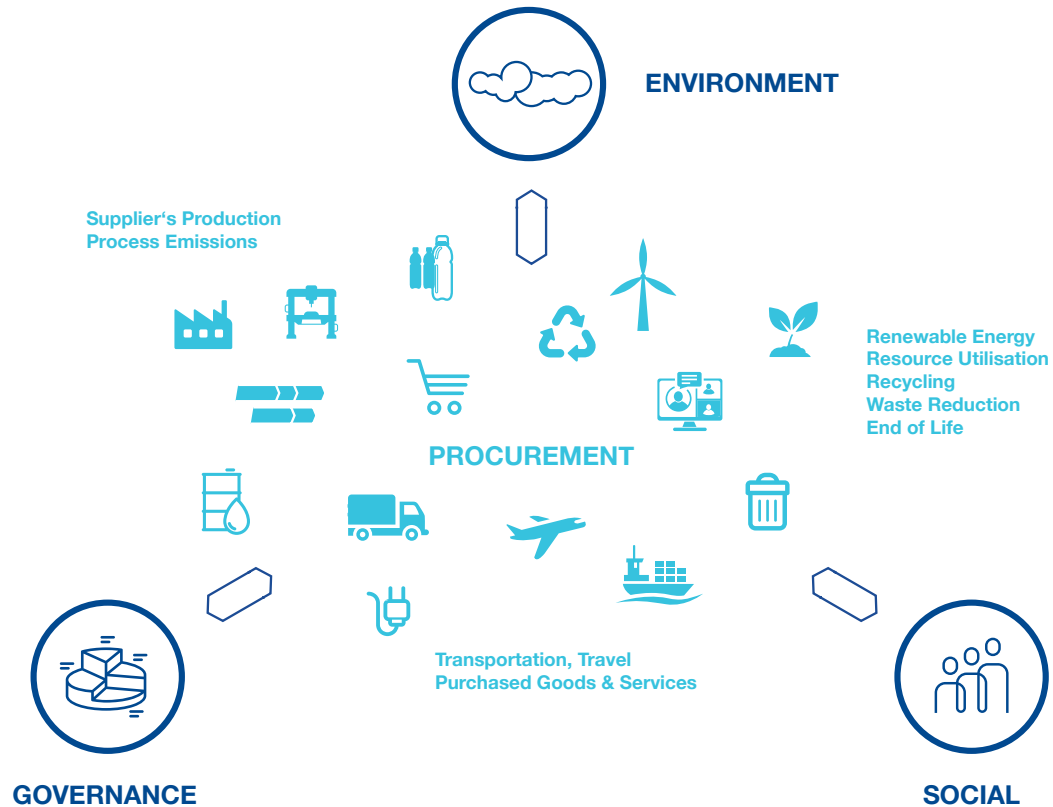 ENVIRONMENT
Supplier‘s Production
Process Emissions
Renewable Energy
Resource Utilisation
Recycling
Waste Reduction
End of Life
PROCUREMENT
Transportation, Travel
Purchased Goods & Services
GOVERNANCE
SOCIAL